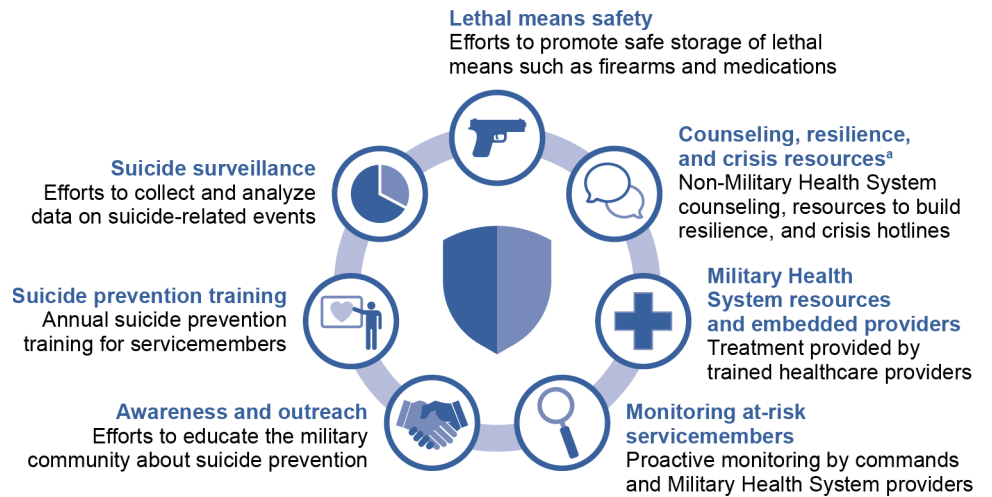 Lethal means safety
Efforts to promote safe storage of lethal
means such as firearms and medications
Counseling, resilience,
and crisis resourcesª
Non-Military Health System
counseling, resources to build
resilience, and crisis hotlines
Military Health
System resources
and embedded providers
Treatment provided by
trained healthcare providers
Monitoring at-risk
servicemembers
Proactive monitoring by commands
and Military Health System providers
Awareness and outreach
Efforts to educate the military
community about suicide prevention
Suicide prevention training
Annual suicide prevention
training for servicemembers
Suicide surveillance
Efforts to collect and analyze
data on suicide-related events